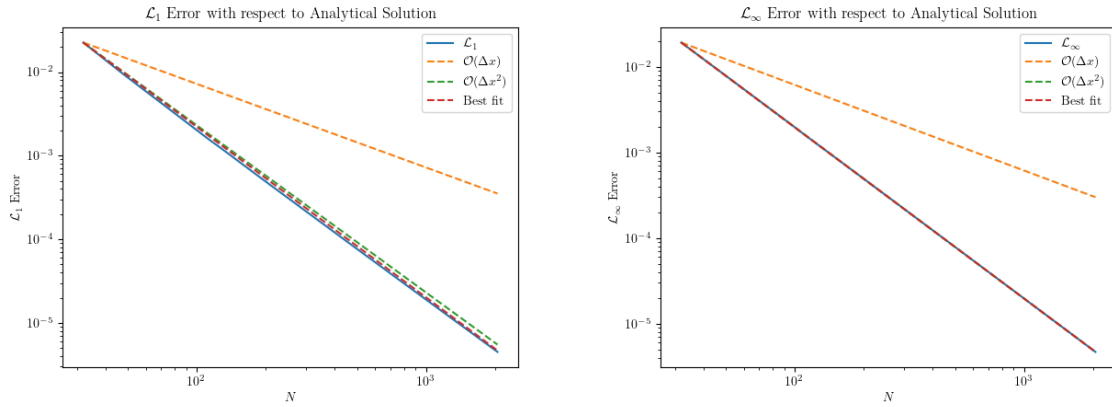 ℒ₁ Error with respect to Analytical Solution
ℒ₁ Error
10⁻²
10⁻³
10⁻⁴
10⁻⁵
10²
10³
N
ℒ₁
𝒪(Δx)
𝒪(Δx²)
Best fit
ℒ∞ Error with respect to Analytical Solution
ℒ∞ Error
10⁻²
10⁻³
10⁻⁴
10⁻⁵
10²
10³
N
ℒ∞
𝒪(Δx)
𝒪(Δx²)
Best fit